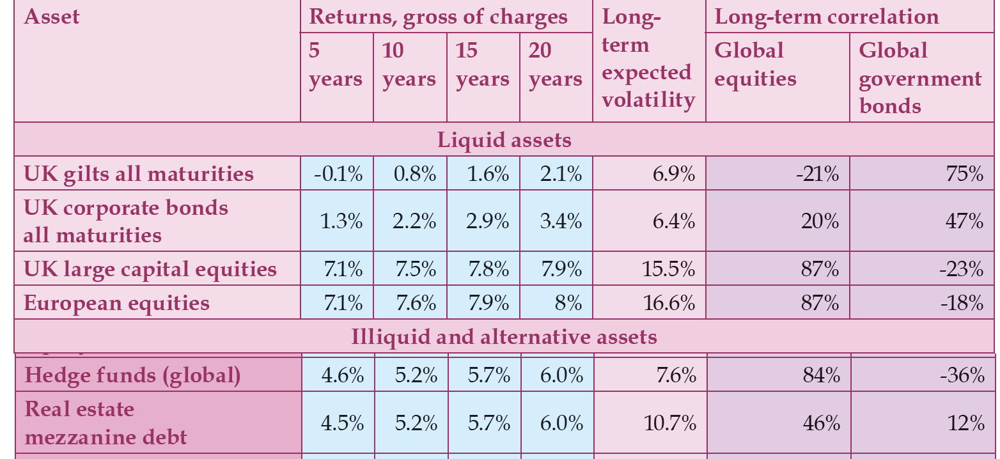 Asset Returns, gross of charges Long-term expected volatility Long-term correlation
5 years 10 years 15 years 20 years Global equities Global government bonds
Liquid assets
UK gilts all maturities -0.1% 0.8% 1.6% 2.1% 6.9% -21% 75%
UK corporate bonds
all maturities 1.3% 2.2% 2.9% 3.4% 6.4% 20% 47%
UK large capital equities 7.1% 7.5% 7.8% 7.9% 15.5% 87% -23%
European equities 7.1% 7.6% 7.9% 8% 16.6% 87% -18%
Illiquid and alternative assets
Hedge funds (global) 4.6% 5.2% 5.7% 6.0% 7.6% 84% -36%
Real estate
mezzanine debt 4.5% 5.2% 5.7% 6.0% 10.7% 46% 12%